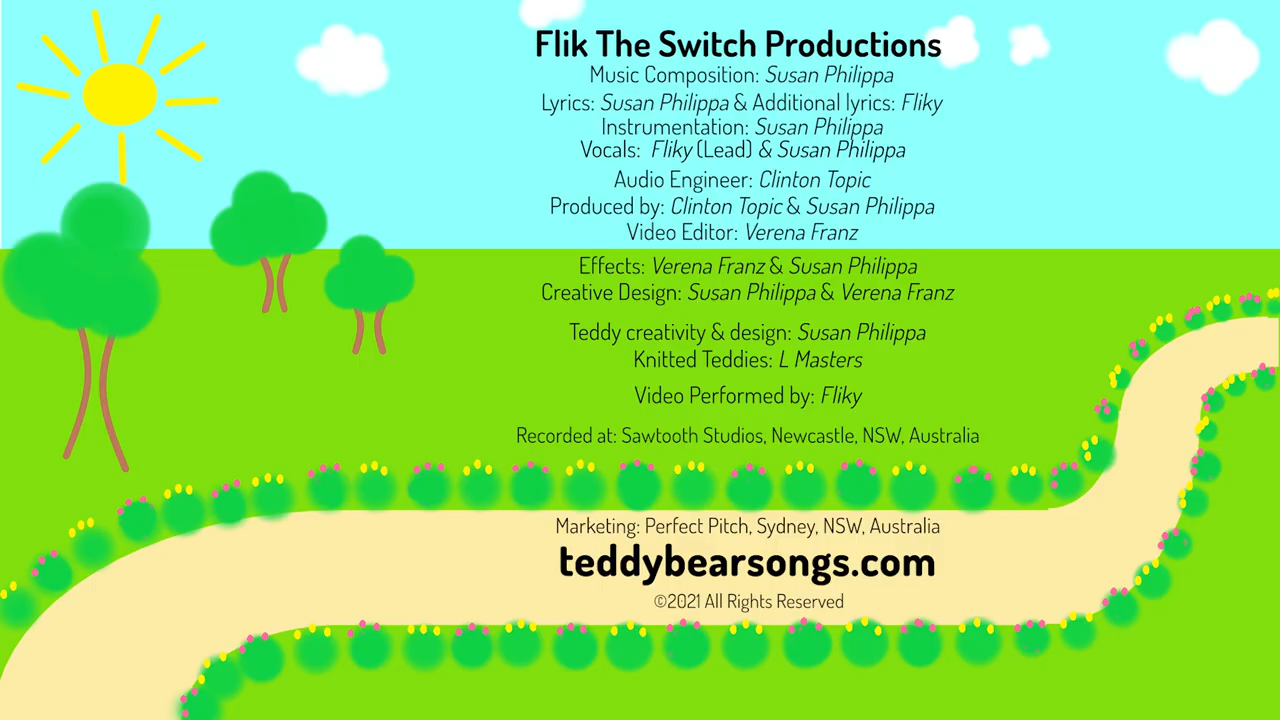 Flik The Switch Productions
Music Composition: Susan Philippa
Lyrics: Susan Philippa & Additional lyrics: Fliky
Instrumentation: Susan Philippa
Vocals: Fliky (Lead) & Susan Philippa
Audio Engineer: Clinton Topic
Produced by: Clinton Topic & Susan Philippa
Video Editor: Verena Franz
Effects: Verena Franz & Susan Philippa
Creative Design: Susan Philippa & Verena Franz
Teddy creativity & design: Susan Philippa
Knitted Teddies: L Masters
Video Performed by: Fliky
Recorded at: Sawtooth Studios, Newcastle, NSW, Australia
Marketing: Perfect Pitch, Sydney, NSW, Australia
teddybearsongs.com
©2021 All Rights Reserved